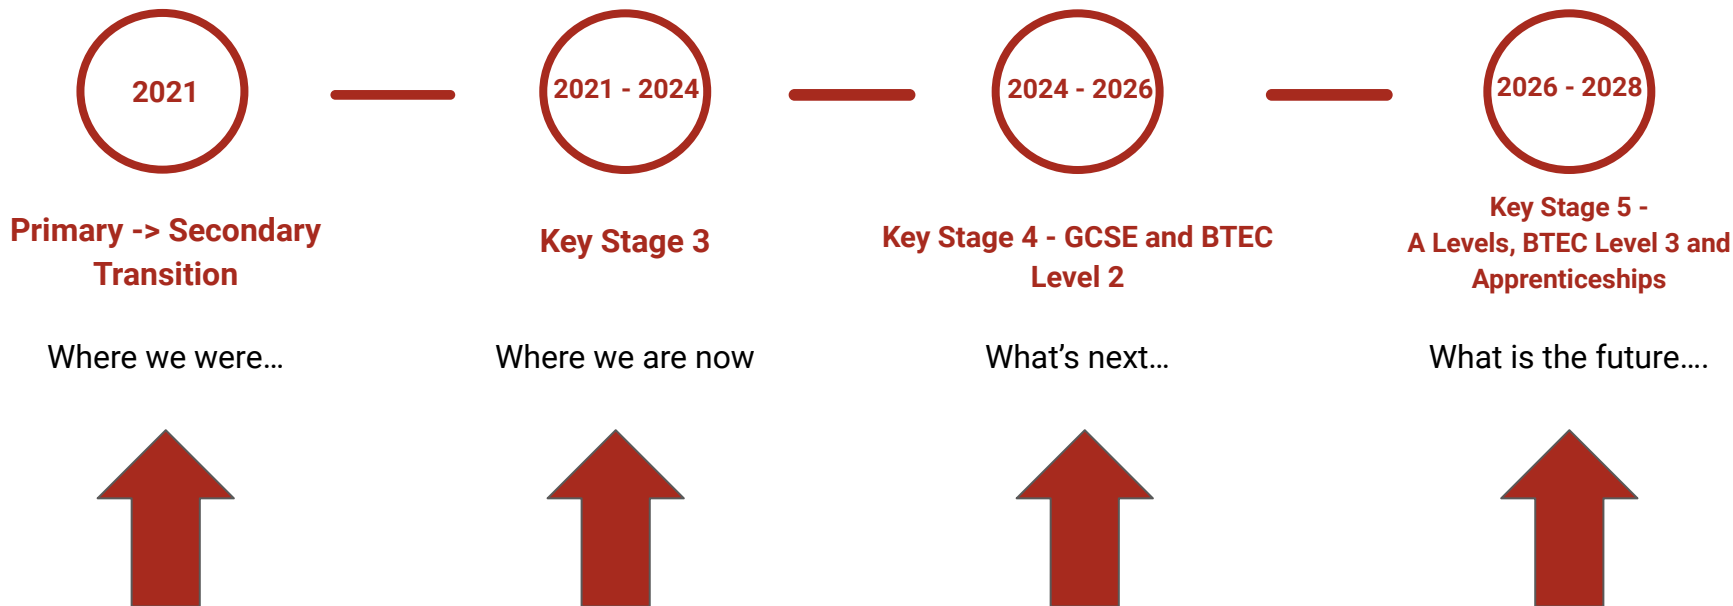 2021
2021 - 2024
2024 - 2026
2026 - 2028
Primary -> Secondary
Transition
Key Stage 3
Key Stage 4 - GCSE and BTEC
Level 2
Key Stage 5 -
A Levels, BTEC Level 3 and
Apprenticeships
Where we were…
Where we are now
What’s next…
What is the future….